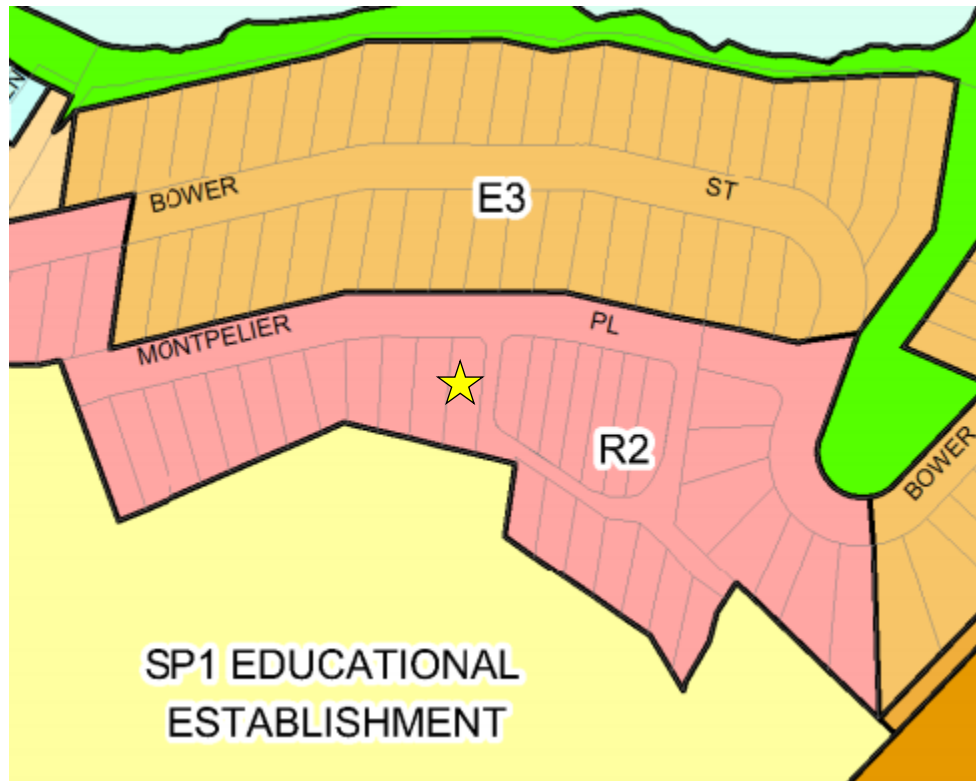 BOWER
ST
E3
MONTPELIER
PL
R2
BOWER
SP1 EDUCATIONAL
ESTABLISHMENT